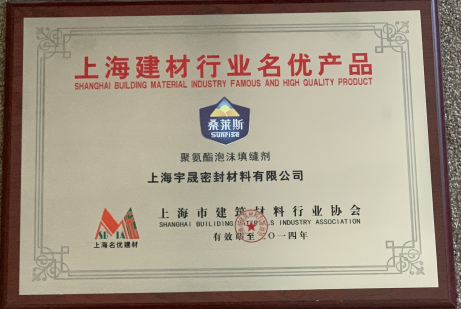 上海建材行业名优产品
SHANGHAI BUILDING MATERIAL INDUSTRY FAMOUS AND HIGH QUALITY PRODUCT
桑莱斯
sunrise
聚氨酯泡沫填缝剂
上海宇晟密封材料有限公司
上海市建筑材料行业协会
SHANGHAI BUILIDING MATERIALS INDUSTRY ASSOCIATION
有效期至二〇一四年
上海名优建材